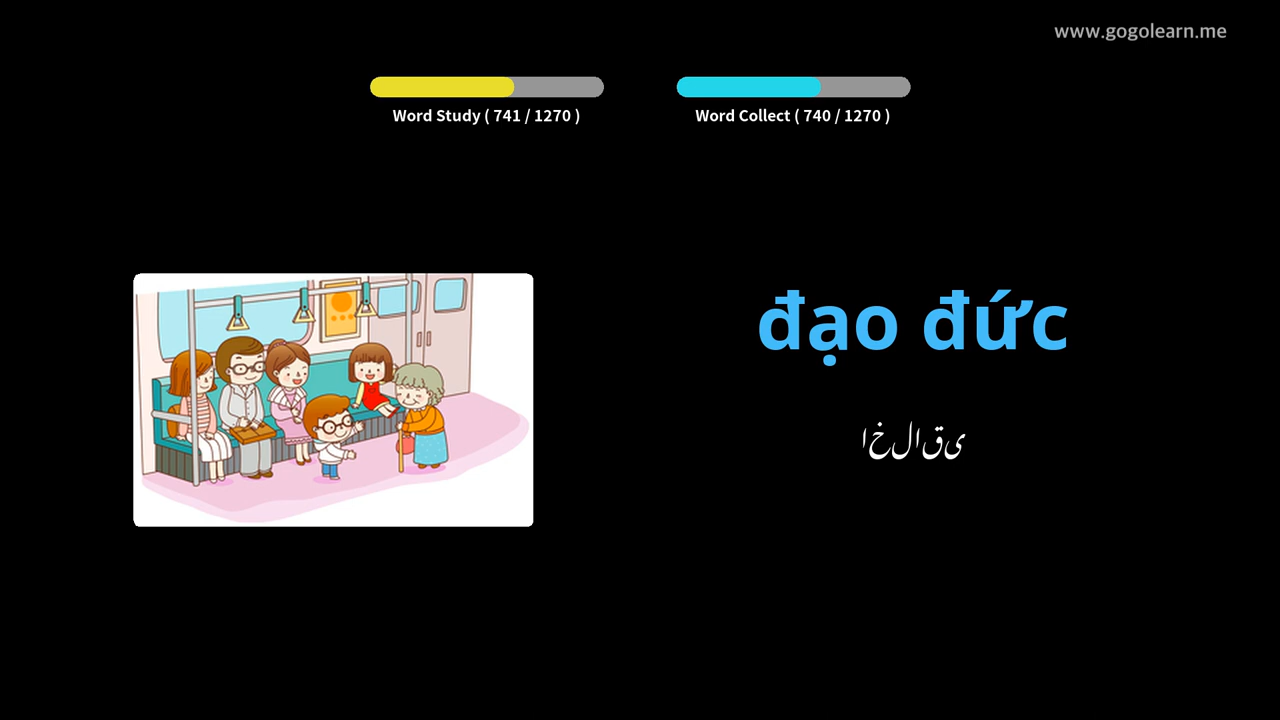 www.gogolearn.me
Word Study ( 741 / 1270 )
Word Collect ( 740 / 1270 )
đạo đức
اخلاقی